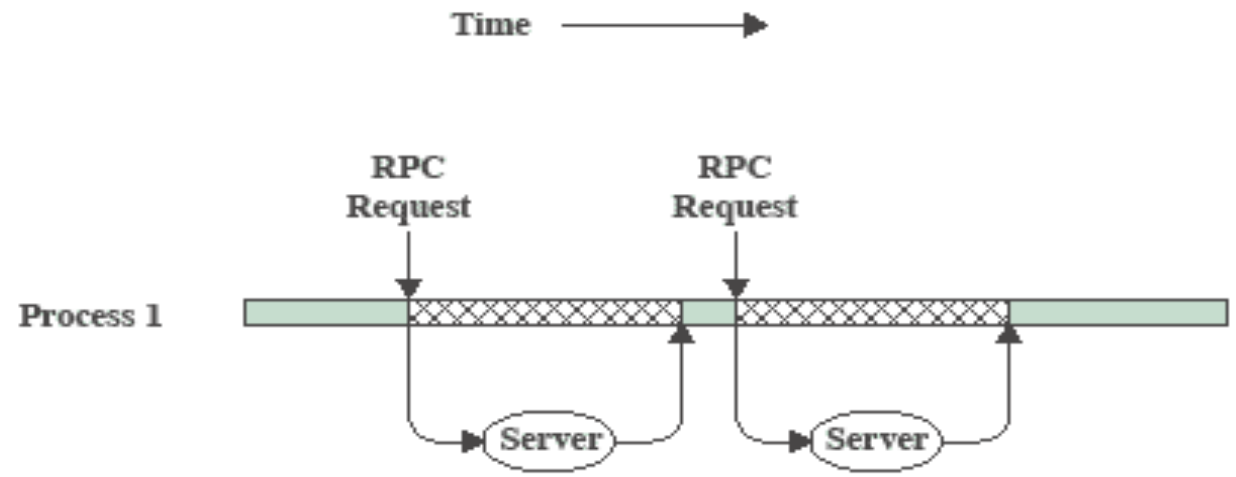 Time
RPC
Request
RPC
Request
Process 1
Server
Server